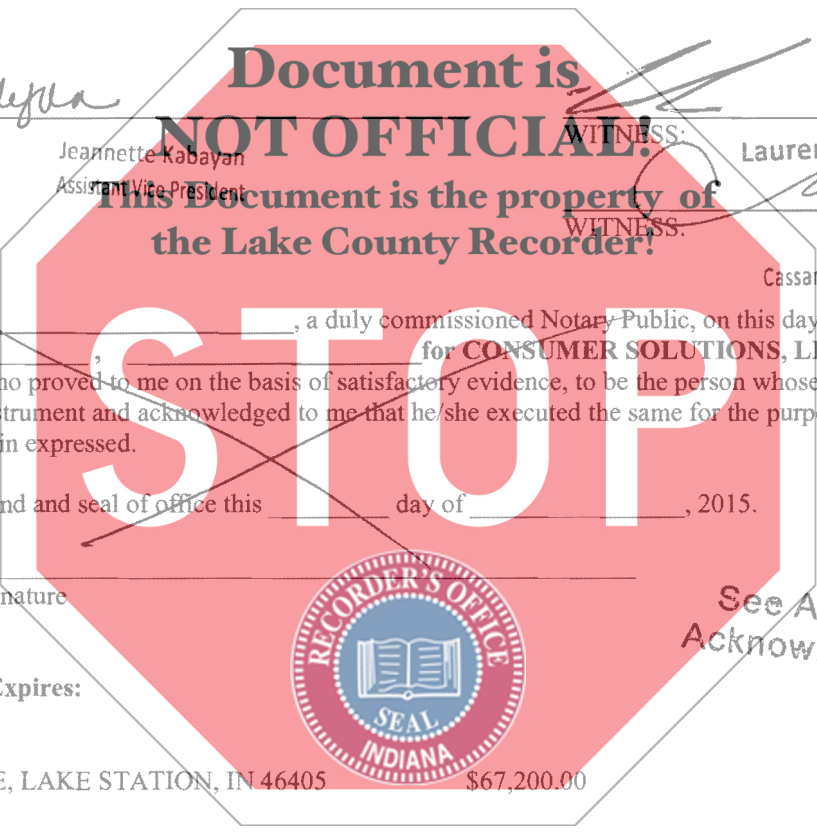 Document is
NOT OFFICIAL!
WITNESS:
Jeannette Kabayan
Lauren
Assistant Vice President
This Document is the property of
the Lake County Recorder!
WITNESS:
Cassan
, a duly commissioned Notary Public, on this day
, for CONSUMER SOLUTIONS, LL
ho proved to me on the basis of satisfactory evidence, to be the person whose
strument and acknowledged to me that he/she executed the same for the purpo
in expressed.
STOP
nd and seal of office this ________ day of ______________, 2015.
nature
See A
Acknow
RECORDER'S OFFICE
SEAL
INDIANA
Expires:
E, LAKE STATION, IN 46405 $67,200.00